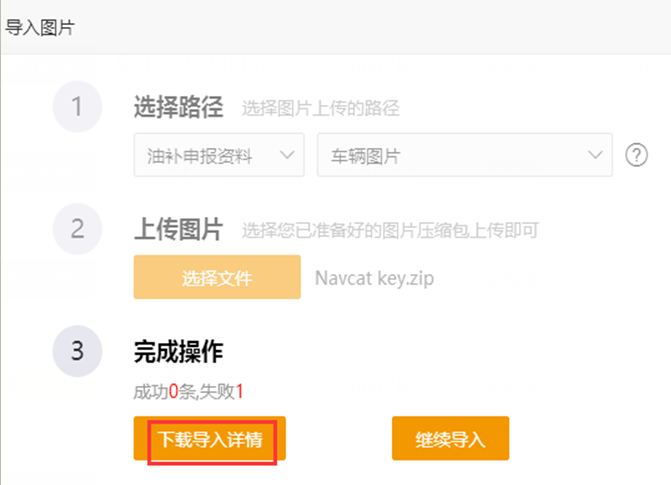 导入图片
1 选择路径 选择图片上传的路径
油补申报资料 车辆图片 ?
2 上传图片 选择您已准备好的图片压缩包上传即可
选择文件 Navcat key.zip
3 完成操作
成功0条,失败1
下载导入详情 继续导入